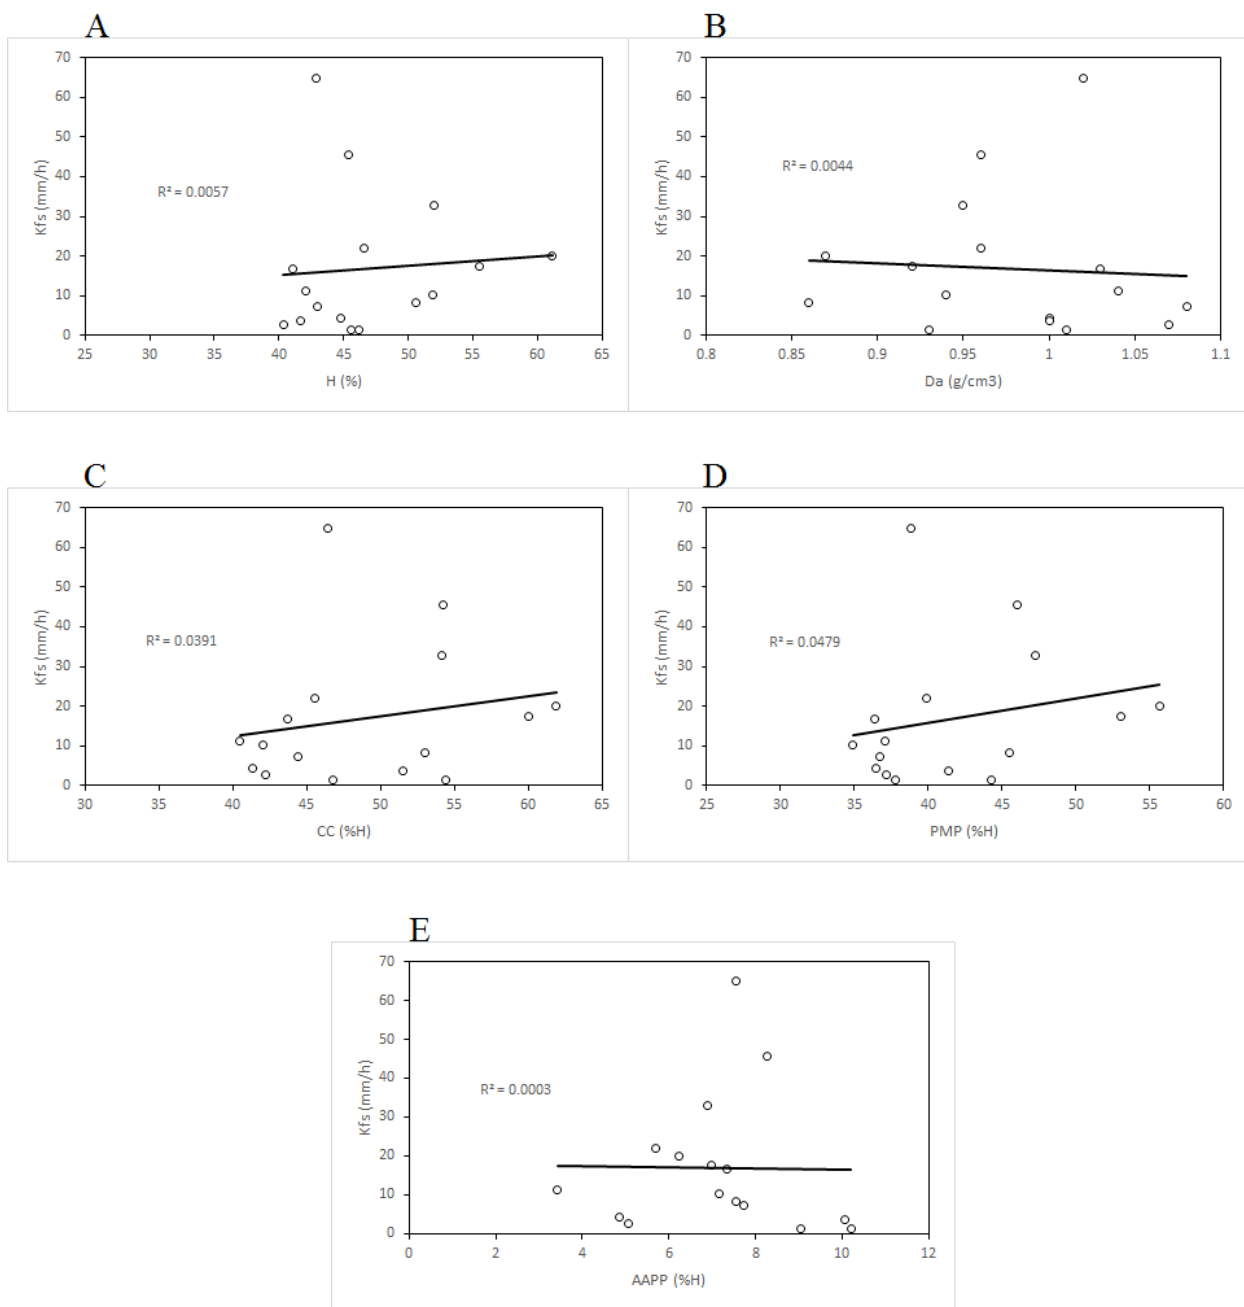 A
70
60
50
40
30
20
10
0
Kfs (mm/h)
R² = 0.0057
25 30 35 40 45 50 55 60 65
H (%)
B
70
60
50
40
30
20
10
0
Kfs (mm/h)
R² = 0.0044
0.8 0.85 0.9 0.95 1 1.05 1.1
Da (g/cm3)
C
70
60
50
40
30
20
10
0
Kfs (mm/h)
R² = 0.0391
30 35 40 45 50 55 60 65
CC (%H)
D
70
60
50
40
30
20
10
0
Kfs (mm/h)
R² = 0.0479
25 30 35 40 45 50 55 60
PMP (%H)
E
70
60
50
40
30
20
10
0
Kfs (mm/h)
R² = 0.0003
0 2 4 6 8 10 12
AAPP (%H)